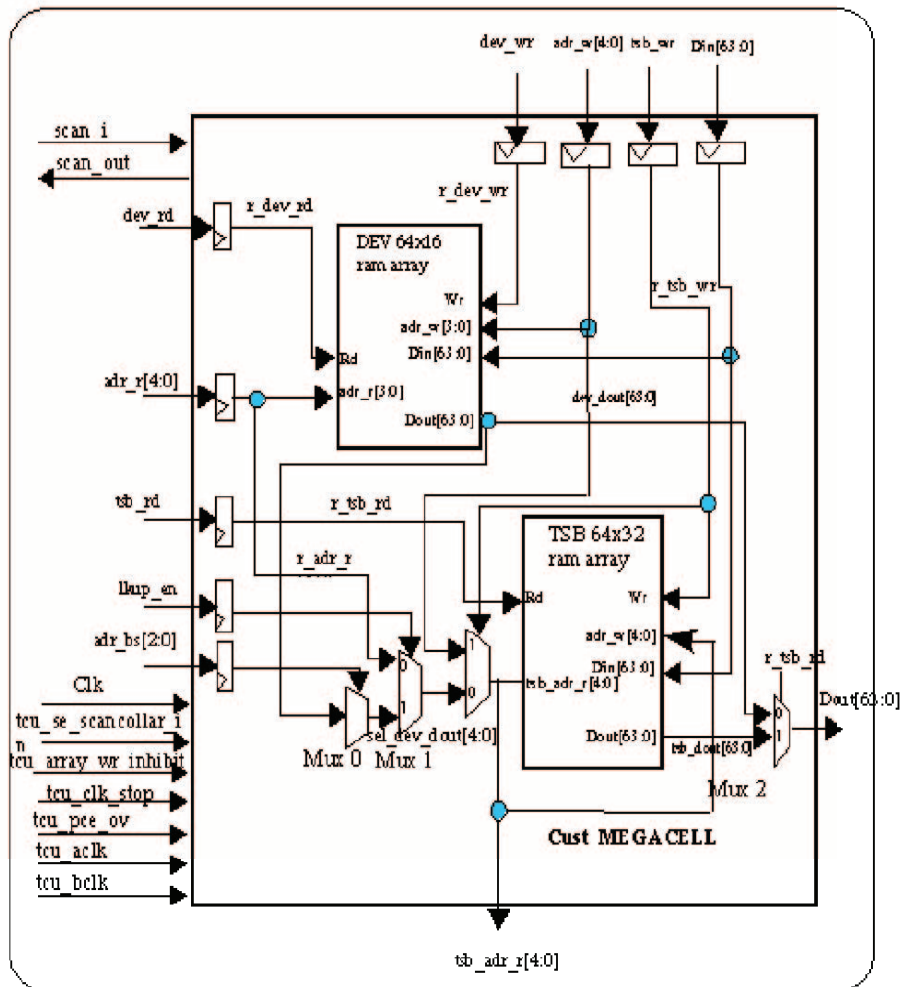 dev_wr
adr_w[4:0]
tsb_wr
Din[63:0]
scan_i
scan_out
dev_rd
r_dev_rd
r_dev_wr
DEV 64x16
ram array
Wr
adr_w[3:0]
Din[63:0]
Rd
adr_r[3:0]
Dout[63:0]
r_tsb_wr
adr_r[4:0]
dev_dout[63:0]
tsb_rd
r_tsb_rd
TSB 64x32
ram array
r_adr_r
lkup_en
Rd
Wr
adr_bs[2:0]
adr_w[4:0]
Din[63:0]
tsb_adr_r[4:0]
r_tsb_rd
0
1
1
0
0
1
Clk
Dout[63:0]
tcu_se_scancollar_i
n
sel_dev_dout[4:0]
Dout[63:0]
tsb_dout[63:0]
Mux 0
Mux 1
Mux 2
tcu_array_wr_inhibit
tcu_clk_stop
tcu_pce_ov
Cust MEGACELL
tcu_aclk
tcu_bclk
tsb_adr_r[4:0]